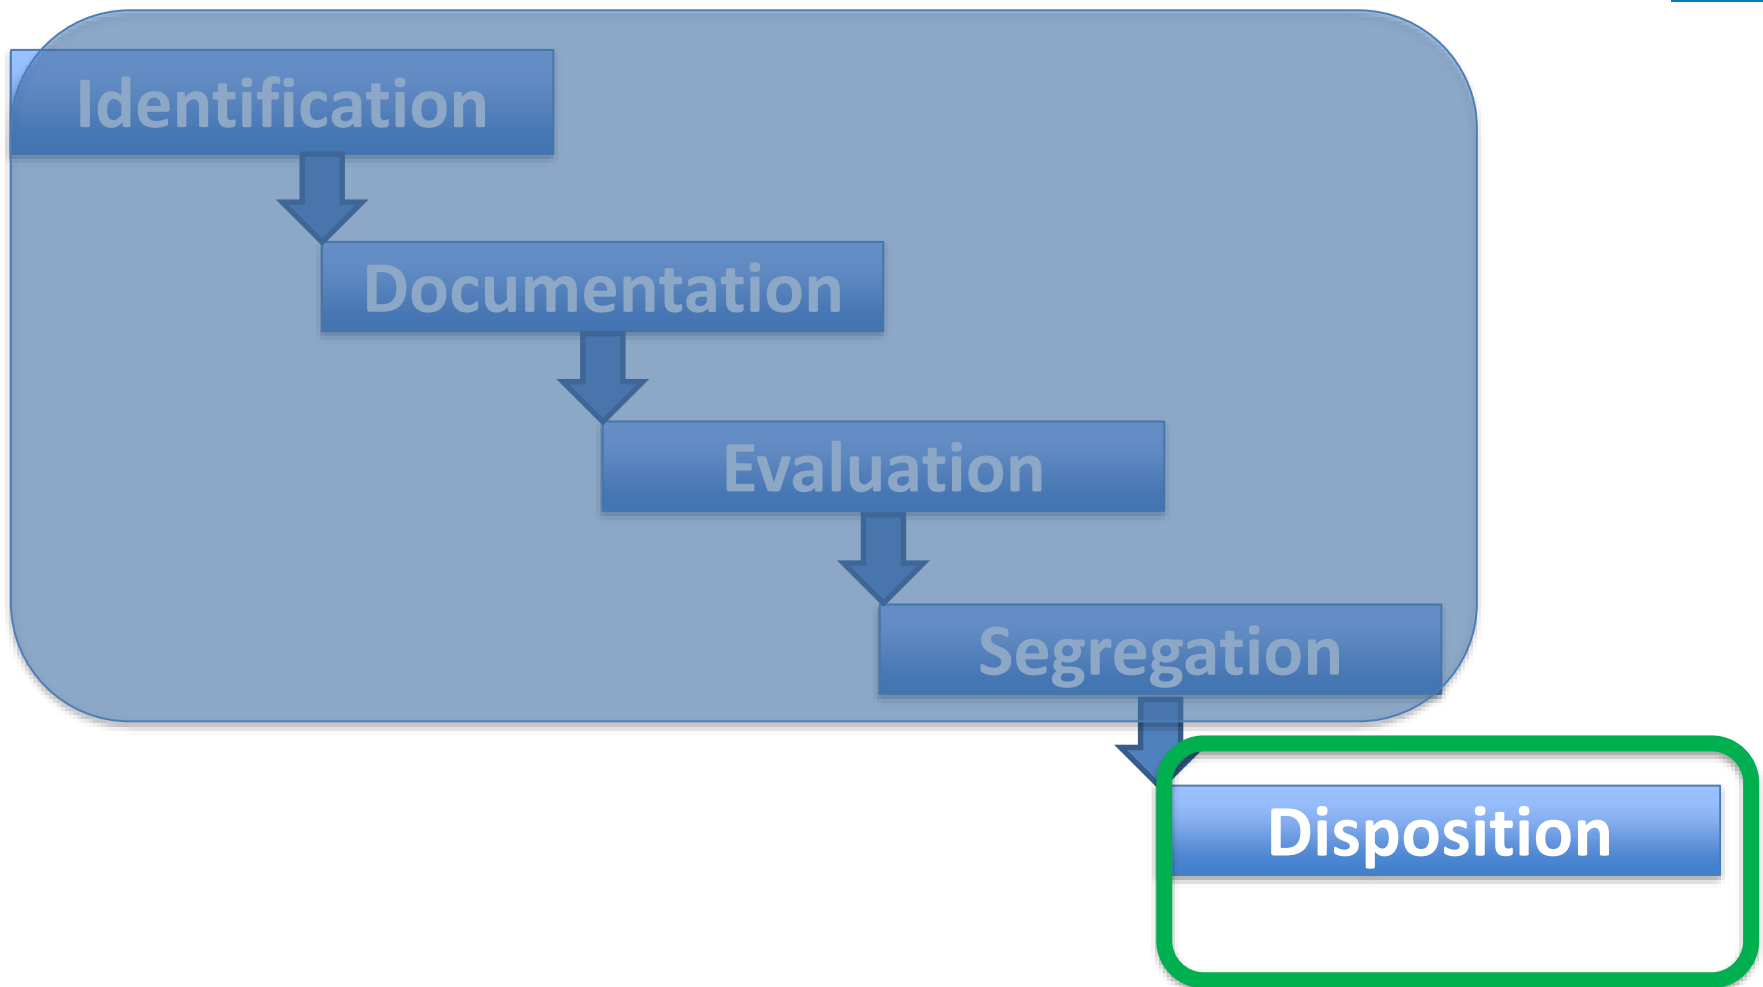 Identification
Documentation
Evaluation
Segregation
Disposition